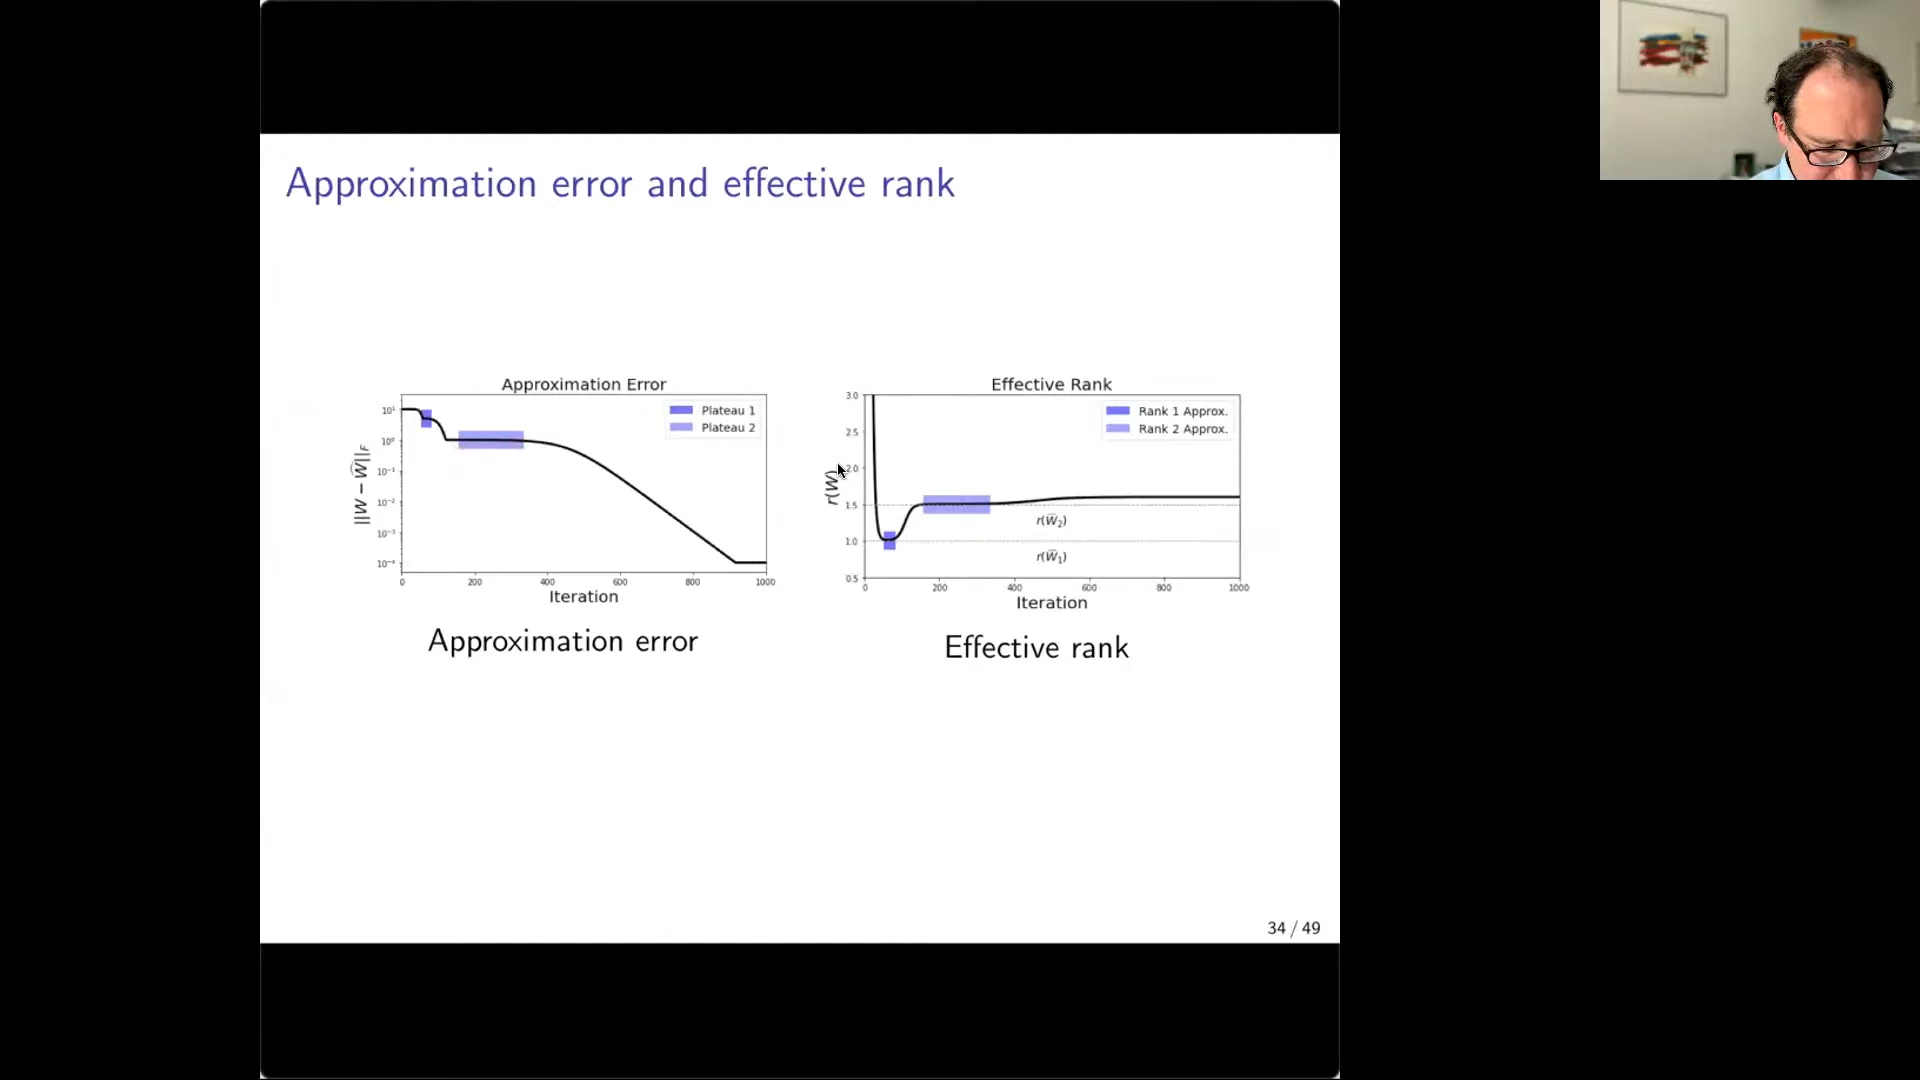 Approximation error and effective rank
Approximation Error
Plateau 1
Plateau 2
10¹
10⁰
10⁻¹
10⁻²
10⁻³
10⁻⁴
||W − Ŵ||_F
0 200 400 600 800 1000
Iteration
Approximation error
Effective Rank
Rank 1 Approx.
Rank 2 Approx.
3.0
2.5
2.0
1.5
1.0
0.5
r(W)
r(Ŵ₂)
r(Ŵ₁)
0 200 400 600 800 1000
Iteration
Effective rank
34 / 49